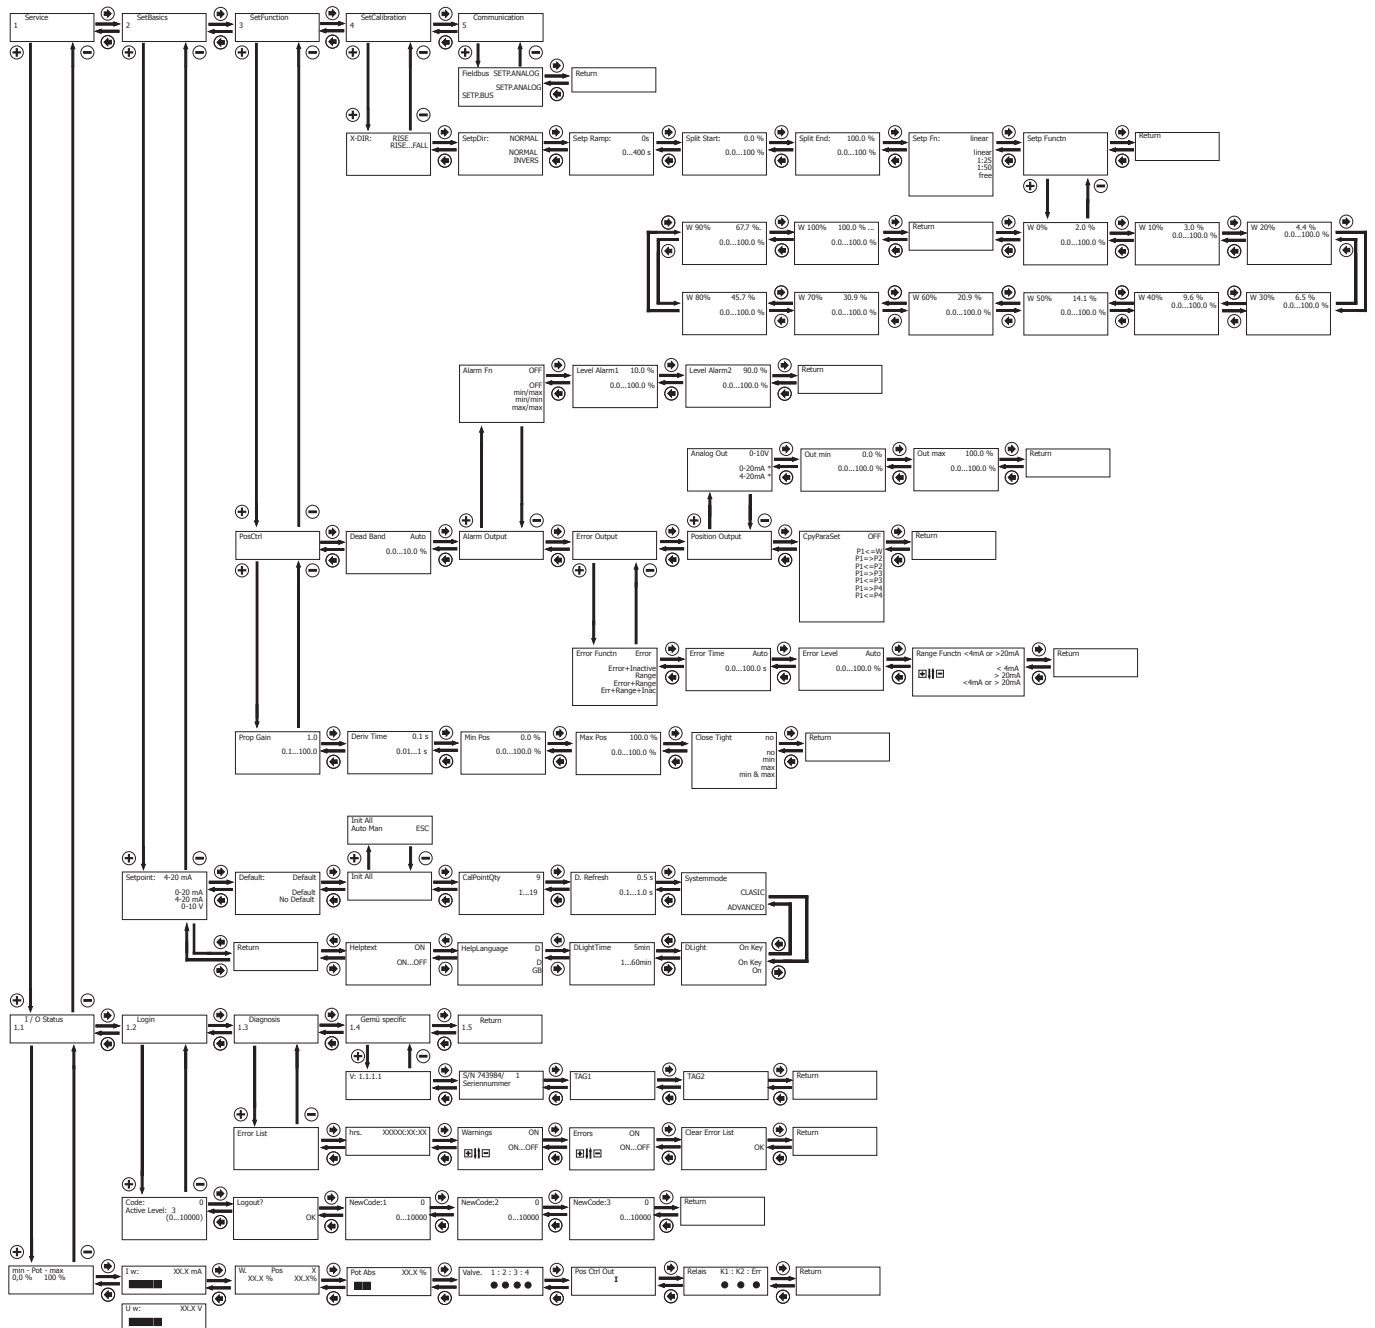 Service
1
SetBasics
2
SetFunction
3
SetCalibration
4
Communication
5
Fieldbus SETP.ANALOG
SETP.ANALOG
SETP.BUS
Return
X-DIR: RISE
RISE...FALL
SetpDir: NORMAL
NORMAL
INVERS
Setp Ramp: 0s
0...400 s
Split Start: 0.0 %
0.0...100 %
Split End: 100.0 %
0.0...100 %
Setp Fn: linear
linear
1:25
1:50
free
Setp Functn
Return
W 90% 67.7 %.
0.0...100.0 %
W 100% 100.0 % ...
0.0...100.0 %
Return
W 0% 2.0 %
0.0...100.0 %
W 10% 3.0 %
0.0...100.0 %
W 20% 4.4 %
0.0...100.0 %
W 80% 45.7 %
0.0...100.0 %
W 70% 30.9 %
0.0...100.0 %
W 60% 20.9 %
0.0...100.0 %
W 50% 14.1 %
0.0...100.0 %
W 40% 9.6 %
0.0...100.0 %
W 30% 6.5 %
0.0...100.0 %
Alarm Fn OFF
OFF
min/max
min/min
max/max
Level Alarm1 10.0 %
0.0...100.0 %
Level Alarm2 90.0 %
0.0...100.0 %
Return
Analog Out 0-10V
0-20mA *
4-20mA *
Out min 0.0 %
0.0...100.0 %
Out max 100.0 %
0.0...100.0 %
Return
PosCtrl
Dead Band Auto
0.0...10.0 %
Alarm Output
Error Output
Position Output
CpyParaSet OFF
P1<=W
P1=>P2
P1<=P2
P1=>P3
P1<=P3
P1=>P4
P1<=P4
Return
Error Functn Error
Error+Inactive
Range
Error+Range
Err+Range+Inac
Error Time Auto
0.0...100.0 s
Error Level Auto
0.0...100.0 %
Range Functn <4mA or >20mA
< 4mA
> 20mA
<4mA or > 20mA
Return
Prop Gain 1.0
0.1...100.0
Deriv Time 0.1 s
0.01...1 s
Min Pos 0.0 %
0.0...100.0 %
Max Pos 100.0 %
0.0...100.0 %
Close Tight no
no
min
max
min & max
Return
Init All
Auto Man ESC
Setpoint: 4-20 mA
0-20 mA
4-20 mA
0-10 V
Default: Default
Default
No Default
Init All
CalPointQty 9
1...19
D. Refresh 0.5 s
0.1...1.0 s
Systemmode
CLASIC
ADVANCED
Return
Helptext ON
ON...OFF
HelpLanguage D
D
GB
DLightTime 5min
1...60min
DLight On Key
On Key
On
I / O Status
1.1
Login
1.2
Diagnosis
1.3
Gemü specific
1.4
Return
1.5
V: 1.1.1.1
S/N 743984/ 1
Seriennummer
TAG1
TAG2
Return
Error List
hrs. XXXXX:XX:XX
Warnings ON
ON...OFF
Errors ON
ON...OFF
Clear Error List
OK
Return
Code: 0
Active Level: 3
(0...10000)
Logout?
OK
NewCode:1 0
0...10000
NewCode:2 0
0...10000
NewCode:3 0
0...10000
Return
min - Pot - max
0,0 % 100 %
I w: XX.X mA
W. Pos X
XX.X % XX.X%
Pot Abs XX.X %
Valve. 1 : 2 : 3 : 4
Pos Ctrl Out
I
Relais K1 : K2 : Err
Return
U w: XX.X V